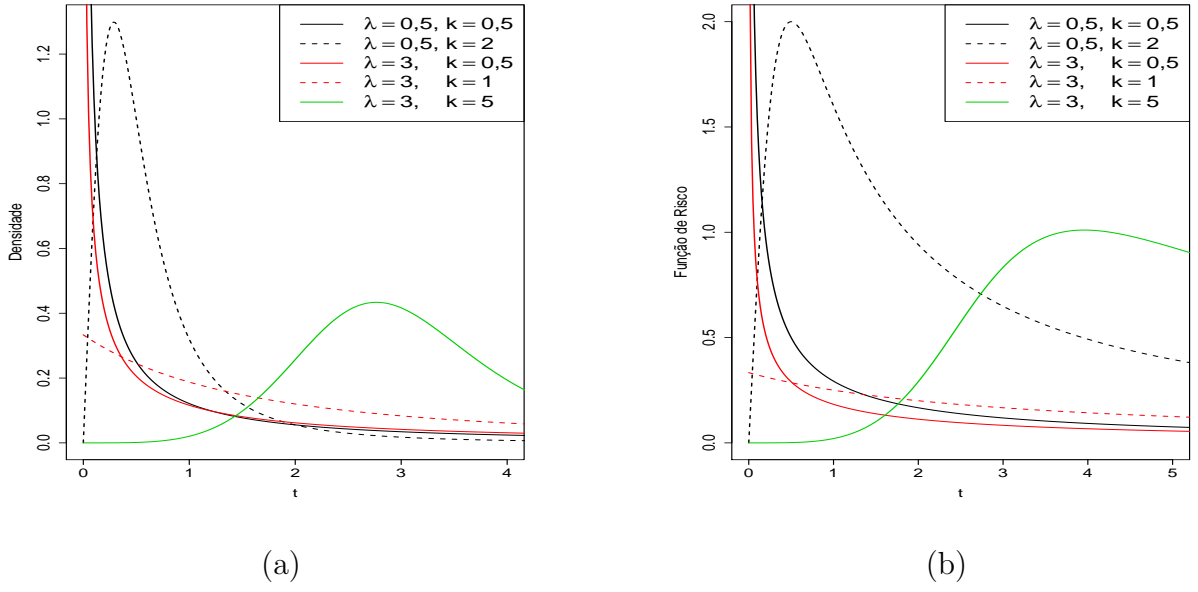 λ = 0,5, k = 0,5
λ = 0,5, k = 2
λ = 3, k = 0,5
λ = 3, k = 1
λ = 3, k = 5
Densidade
1.2
1.0
0.8
0.6
0.4
0.2
0.0
0 1 2 3 4
t
(a)
λ = 0,5, k = 0,5
λ = 0,5, k = 2
λ = 3, k = 0,5
λ = 3, k = 1
λ = 3, k = 5
Função de Risco
2.0
1.5
1.0
0.5
0.0
0 1 2 3 4 5
t
(b)